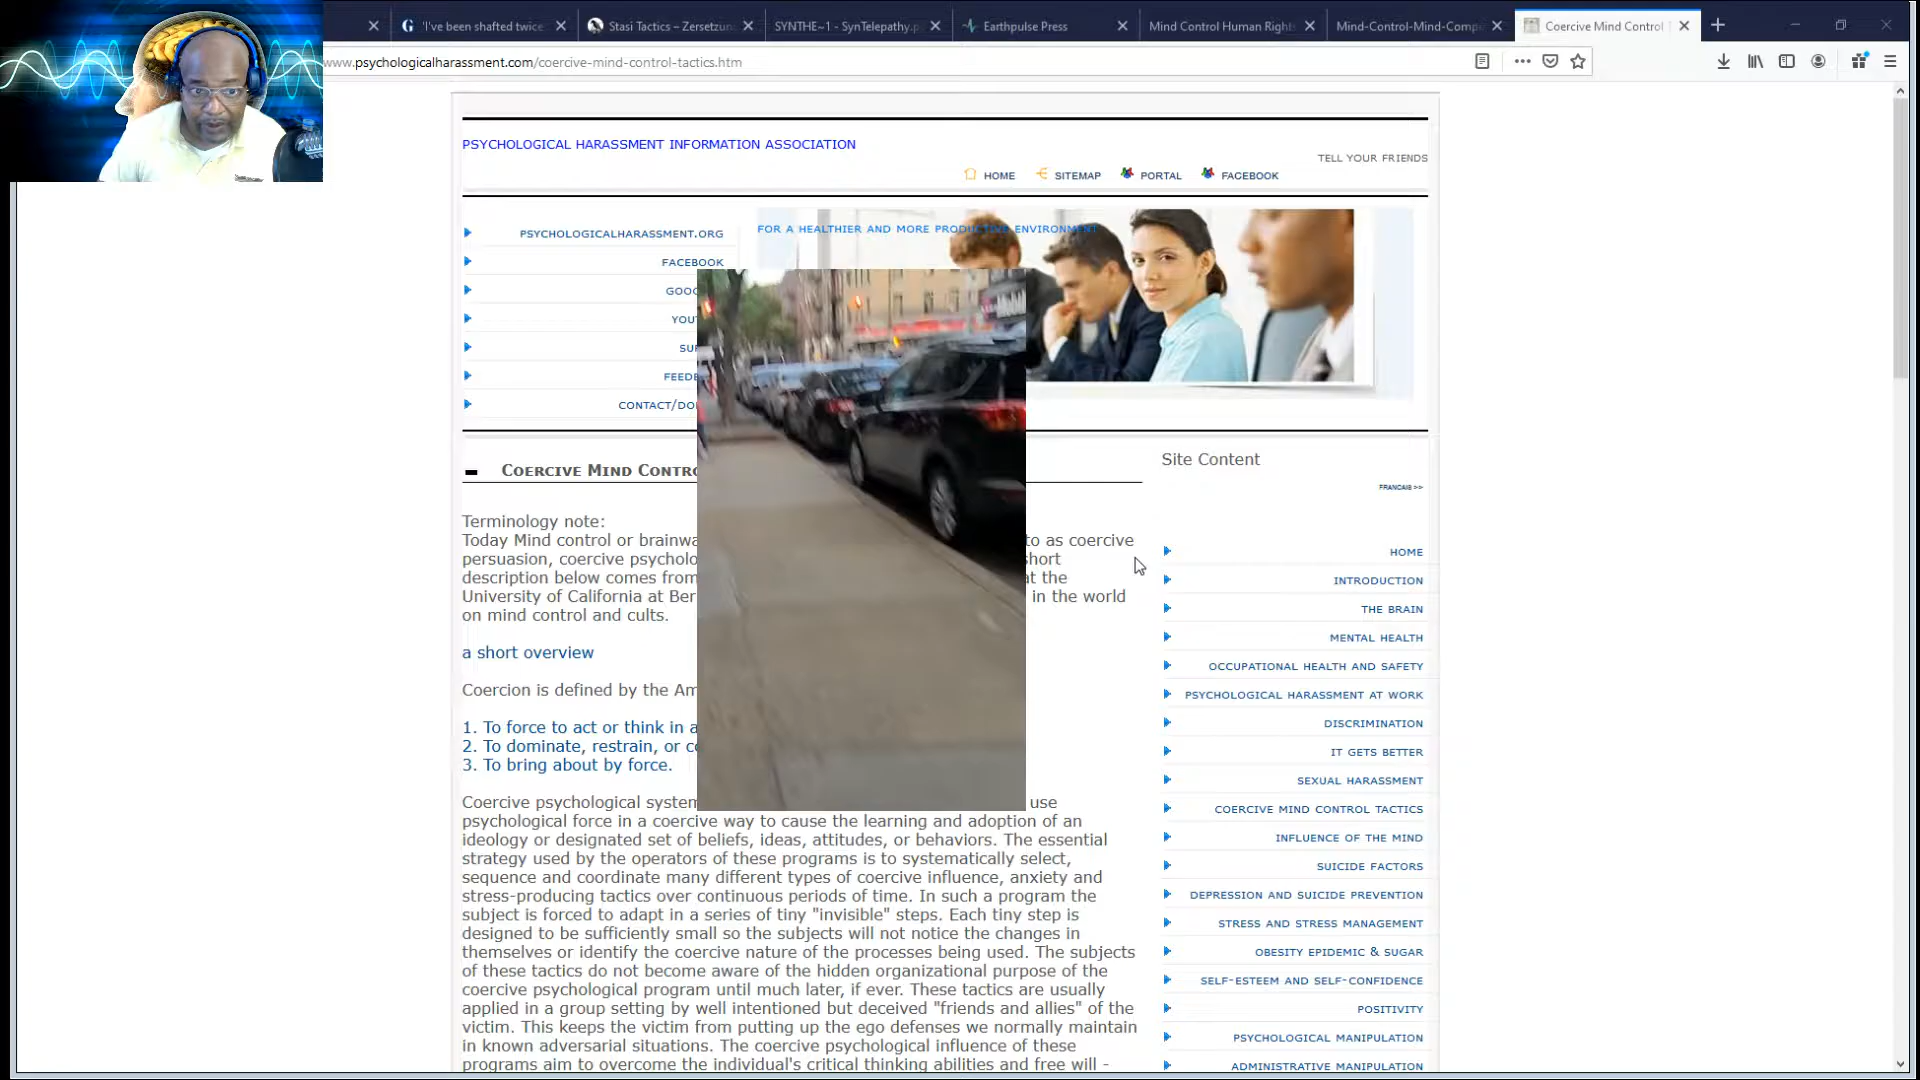 'I've been shafted twice
Stasi Tactics – Zersetzun
SYNTHE~1 - SynTelepathy.p
Earthpulse Press
Mind Control Human Rights
Mind-Control-Mind-Compu
Coercive Mind Control T
www.psychologicalharassment.com/coercive-mind-control-tactics.htm
PSYCHOLOGICAL HARASSMENT INFORMATION ASSOCIATION
TELL YOUR FRIENDS
HOME
SITEMAP
PORTAL
FACEBOOK
FOR A HEALTHIER AND MORE PRODUCTIVE ENVIRONMENT
PSYCHOLOGICALHARASSMENT.ORG
FACEBOOK
GOO
YOU
SU
FEED
CONTACT/DO
COERCIVE MIND CONTRO
Terminology note:
Today Mind control or brainwa to as coercive
persuasion, coercive psycholo short
description below comes from at the
University of California at Ber in the world
on mind control and cults.
a short overview
Coercion is defined by the Am
1. To force to act or think in a
2. To dominate, restrain, or co
3. To bring about by force.
Coercive psychological system use
psychological force in a coercive way to cause the learning and adoption of an
ideology or designated set of beliefs, ideas, attitudes, or behaviors. The essential
strategy used by the operators of these programs is to systematically select,
sequence and coordinate many different types of coercive influence, anxiety and
stress-producing tactics over continuous periods of time. In such a program the
subject is forced to adapt in a series of tiny "invisible" steps. Each tiny step is
designed to be sufficiently small so the subjects will not notice the changes in
themselves or identify the coercive nature of the processes being used. The subjects
of these tactics do not become aware of the hidden organizational purpose of the
coercive psychological program until much later, if ever. These tactics are usually
applied in a group setting by well intentioned but deceived "friends and allies" of the
victim. This keeps the victim from putting up the ego defenses we normally maintain
in known adversarial situations. The coercive psychological influence of these
programs aim to overcome the individual's critical thinking abilities and free will -
Site Content
FRANCAIS >>
HOME
INTRODUCTION
THE BRAIN
MENTAL HEALTH
OCCUPATIONAL HEALTH AND SAFETY
PSYCHOLOGICAL HARASSMENT AT WORK
DISCRIMINATION
IT GETS BETTER
SEXUAL HARASSMENT
COERCIVE MIND CONTROL TACTICS
INFLUENCE OF THE MIND
SUICIDE FACTORS
DEPRESSION AND SUICIDE PREVENTION
STRESS AND STRESS MANAGEMENT
OBESITY EPIDEMIC & SUGAR
SELF-ESTEEM AND SELF-CONFIDENCE
POSITIVITY
PSYCHOLOGICAL MANIPULATION
ADMINISTRATIVE MANIPULATION